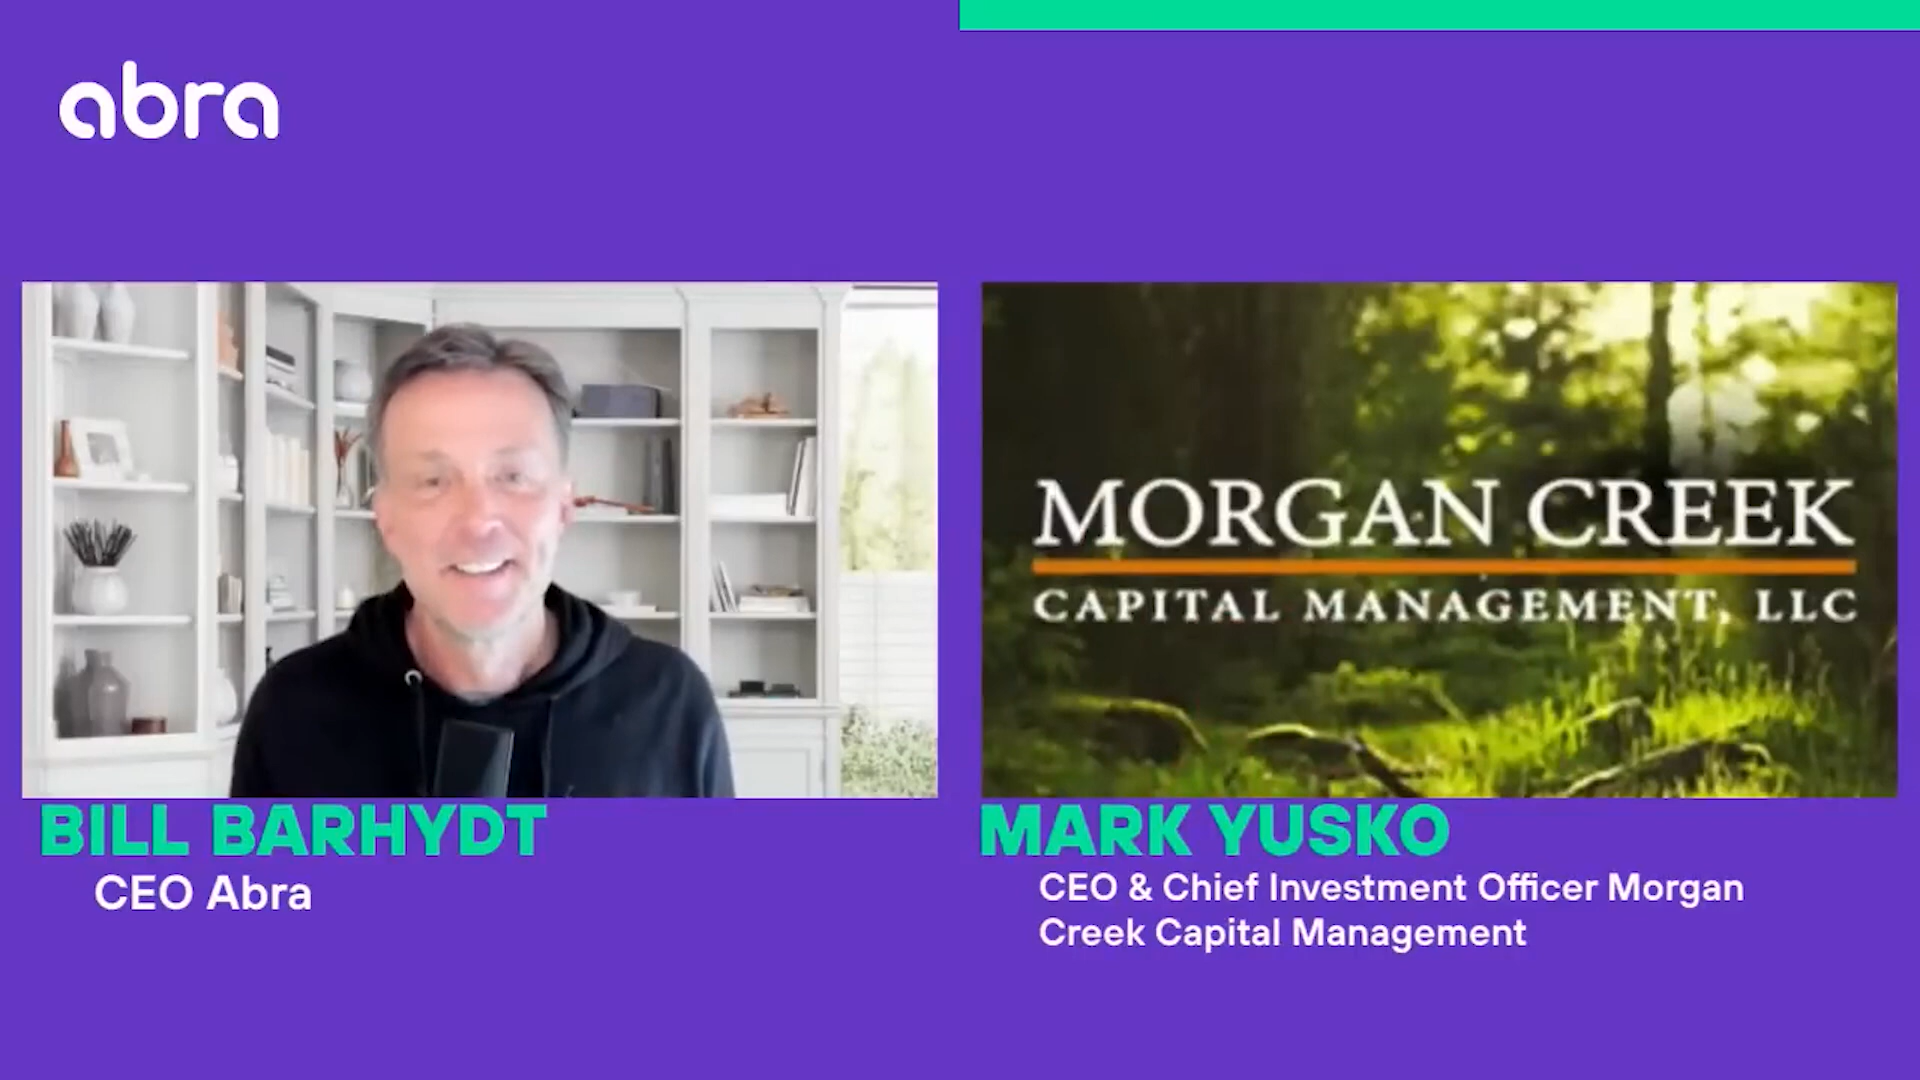 abra
MORGAN CREEK
CAPITAL MANAGEMENT, LLC
BILL BARHYDT
CEO Abra
MARK YUSKO
CEO & Chief Investment Officer Morgan
Creek Capital Management